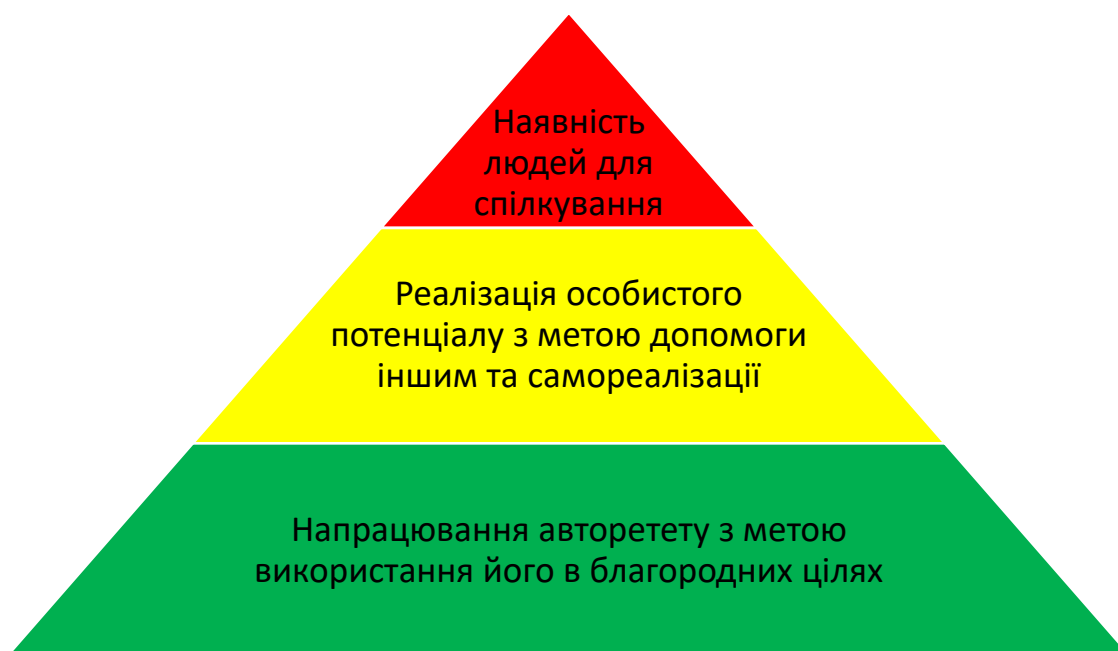 Наявність
людей для
спілкування
Реалізація особистого
потенціалу з метою допомоги
іншим та самореалізації
Напрацювання авторетету з метою
використання його в благородних цілях